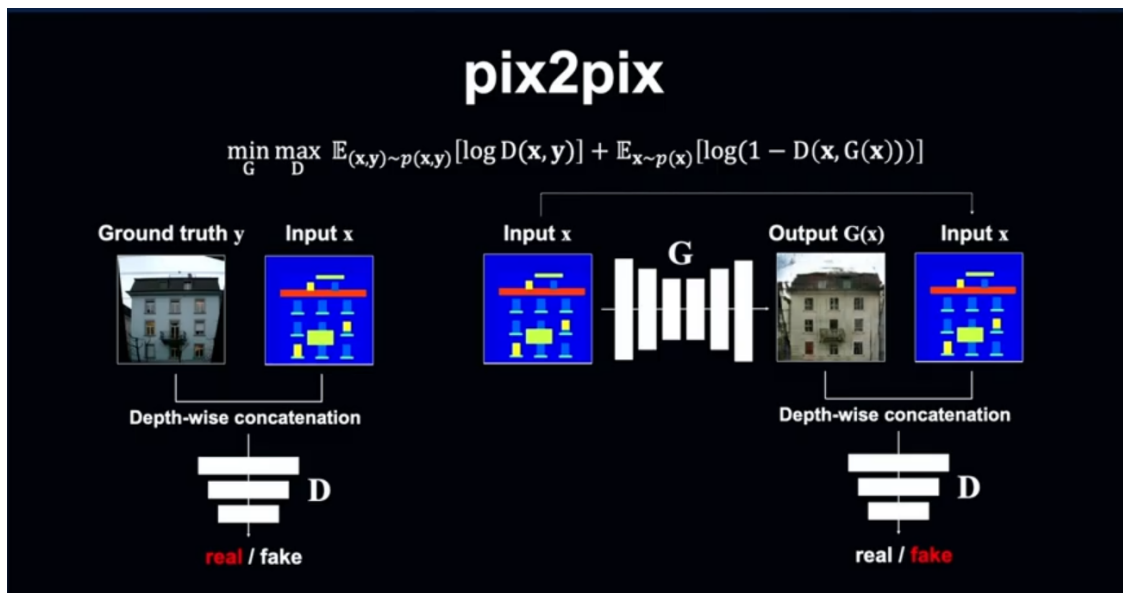 pix2pix
min max 𝔼(x,y)~p(x,y)[log D(x, y)] + 𝔼x~p(x)[log(1 − D(x, G(x)))]
G D
Ground truth y
Input x
Depth-wise concatenation
D
real / fake
Input x
G
Output G(x)
Input x
Depth-wise concatenation
D
real / fake